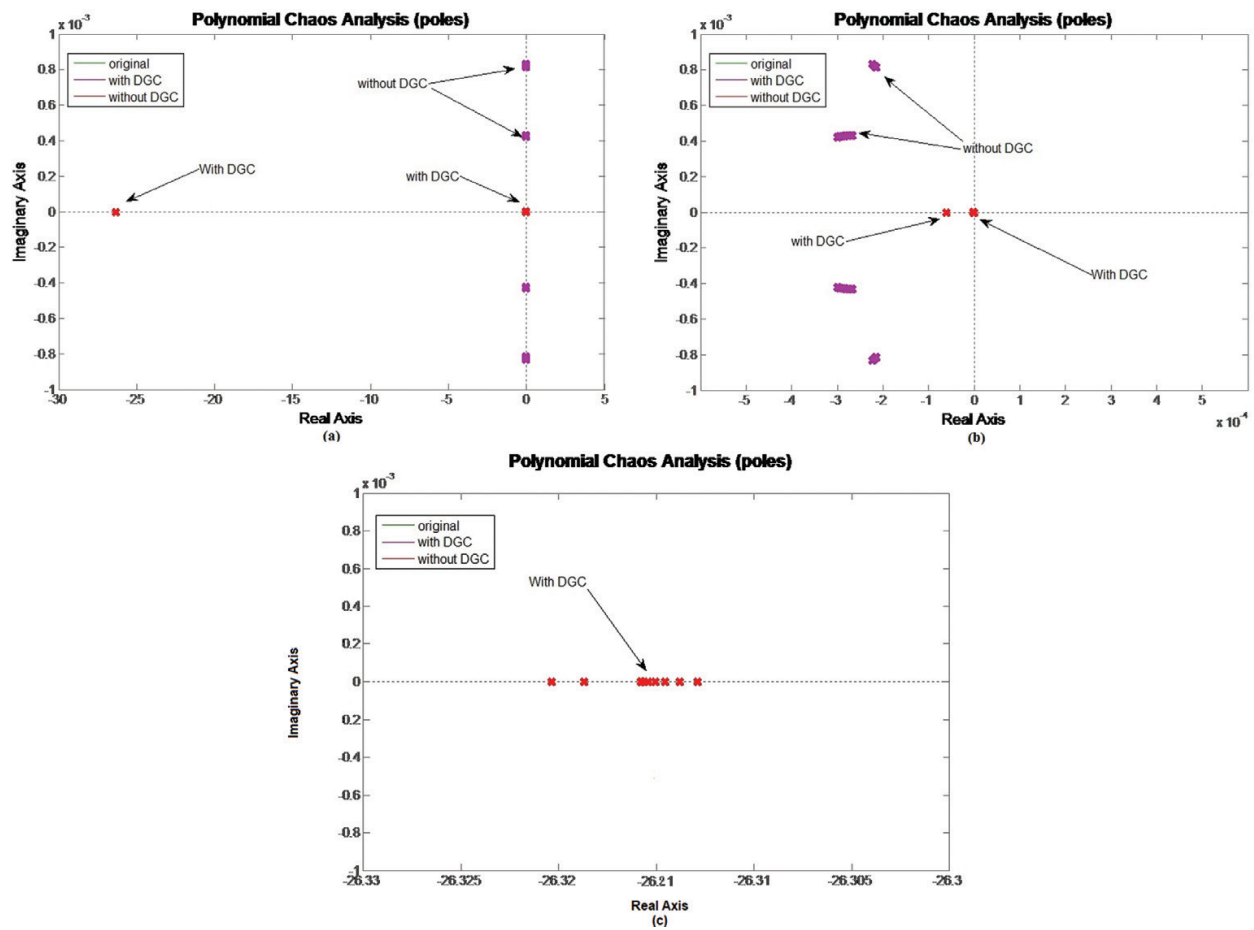 Polynomial Chaos Analysis (poles)
x 10⁻³
1
0.8
0.6
0.4
0.2
0
-0.2
-0.4
-0.6
-0.8
-1
Imaginary Axis
original
with DGC
without DGC
without DGC
With DGC
with DGC
-30 -25 -20 -15 -10 -5 0 5
Real Axis
(a)
Polynomial Chaos Analysis (poles)
x 10⁻³
1
0.8
0.6
0.4
0.2
0
-0.2
-0.4
-0.6
-0.8
-1
Imaginary Axis
original
with DGC
without DGC
without DGC
with DGC
With DGC
-5 -4 -3 -2 -1 0 1 2 3 4 5
Real Axis
x 10⁻⁴
(b)
Polynomial Chaos Analysis (poles)
x 10⁻³
1
0.8
0.6
0.4
0.2
0
0.2
-0.4
-0.6
-0.8
-1
Imaginary Axis
original
with DGC
without DGC
With DGC
-26.33 -26.325 -26.32 -26.21 -26.31 -26.305 -26.3
Real Axis
(c)